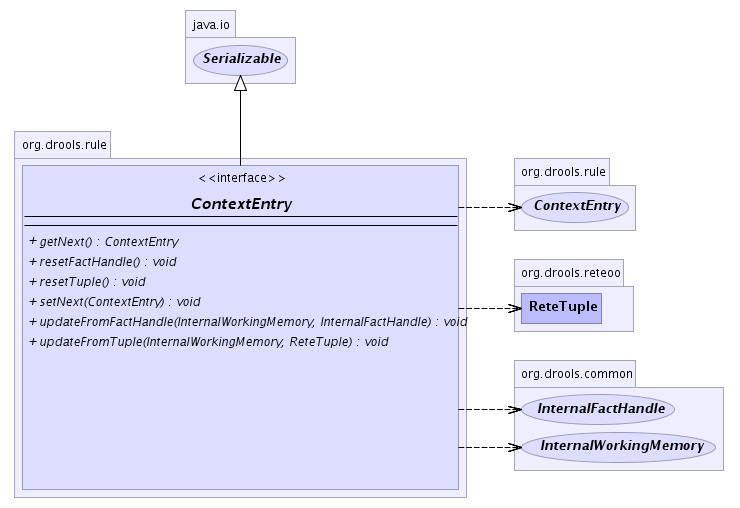 java.io
Serializable
org.drools.rule
<<interface>>
ContextEntry
+ getNext() : ContextEntry
+ resetFactHandle() : void
+ resetTuple() : void
+ setNext(ContextEntry) : void
+ updateFromFactHandle(InternalWorkingMemory, InternalFactHandle) : void
+ updateFromTuple(InternalWorkingMemory, ReteTuple) : void
org.drools.rule
ContextEntry
org.drools.reteoo
ReteTuple
org.drools.common
InternalFactHandle
InternalWorkingMemory